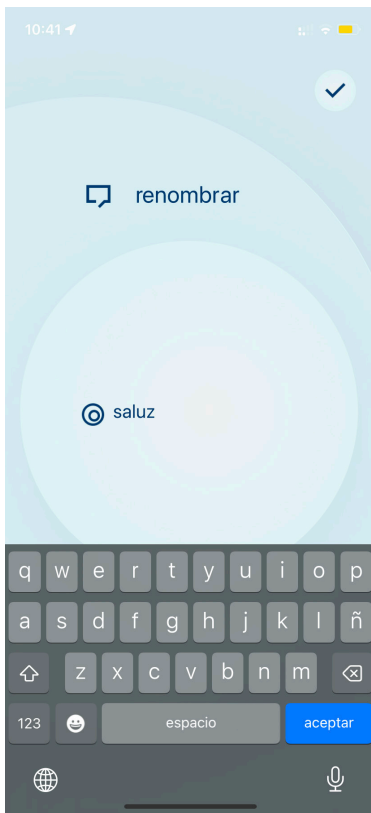 10:41
renombrar
saluz
q w e r t y u i o p
a s d f g h j k l ñ
z x c v b n m
123 espacio aceptar